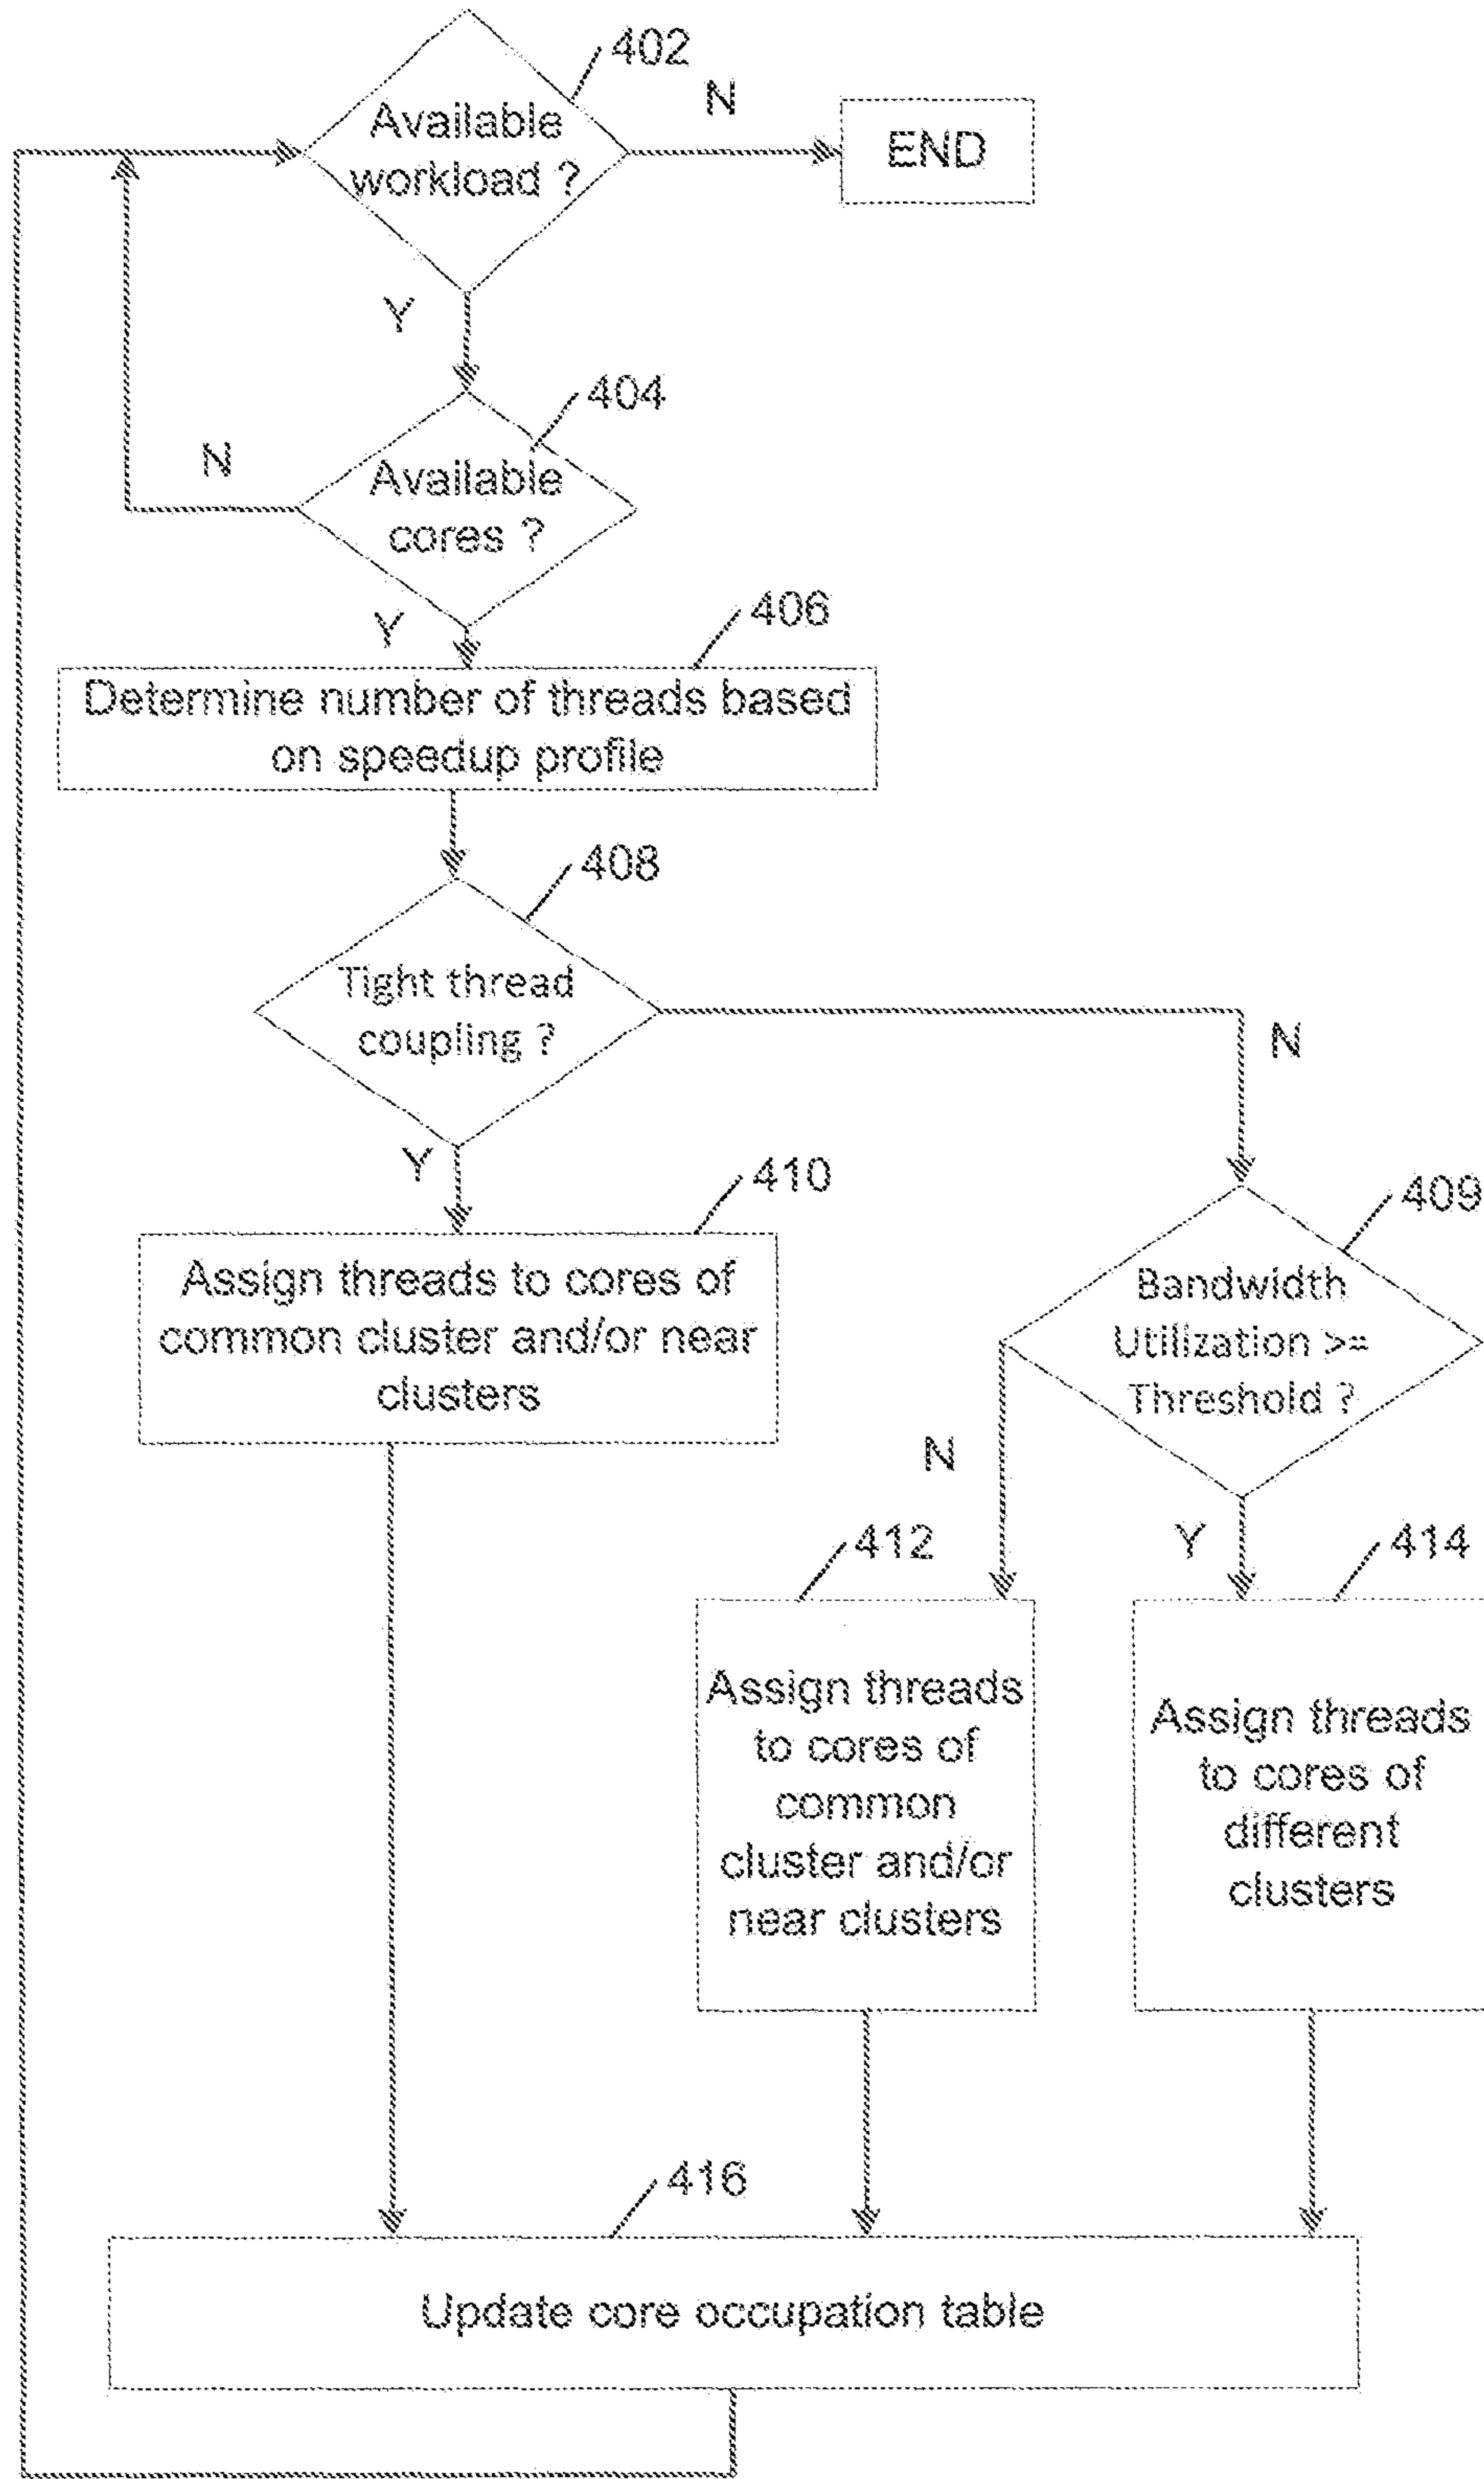 402
Available
workload ?
N
END
Y
404
Available
cores ?
N
Y
406
Determine number of threads based
on speedup profile
408
Tight thread
coupling ?
N
Y
410
Assign threads to cores of
common cluster and/or near
clusters
409
Bandwidth
Utilization >=
Threshold ?
N
Y
412
Assign threads
to cores of
common
cluster and/or
near clusters
414
Assign threads
to cores of
different
clusters
416
Update core occupation table